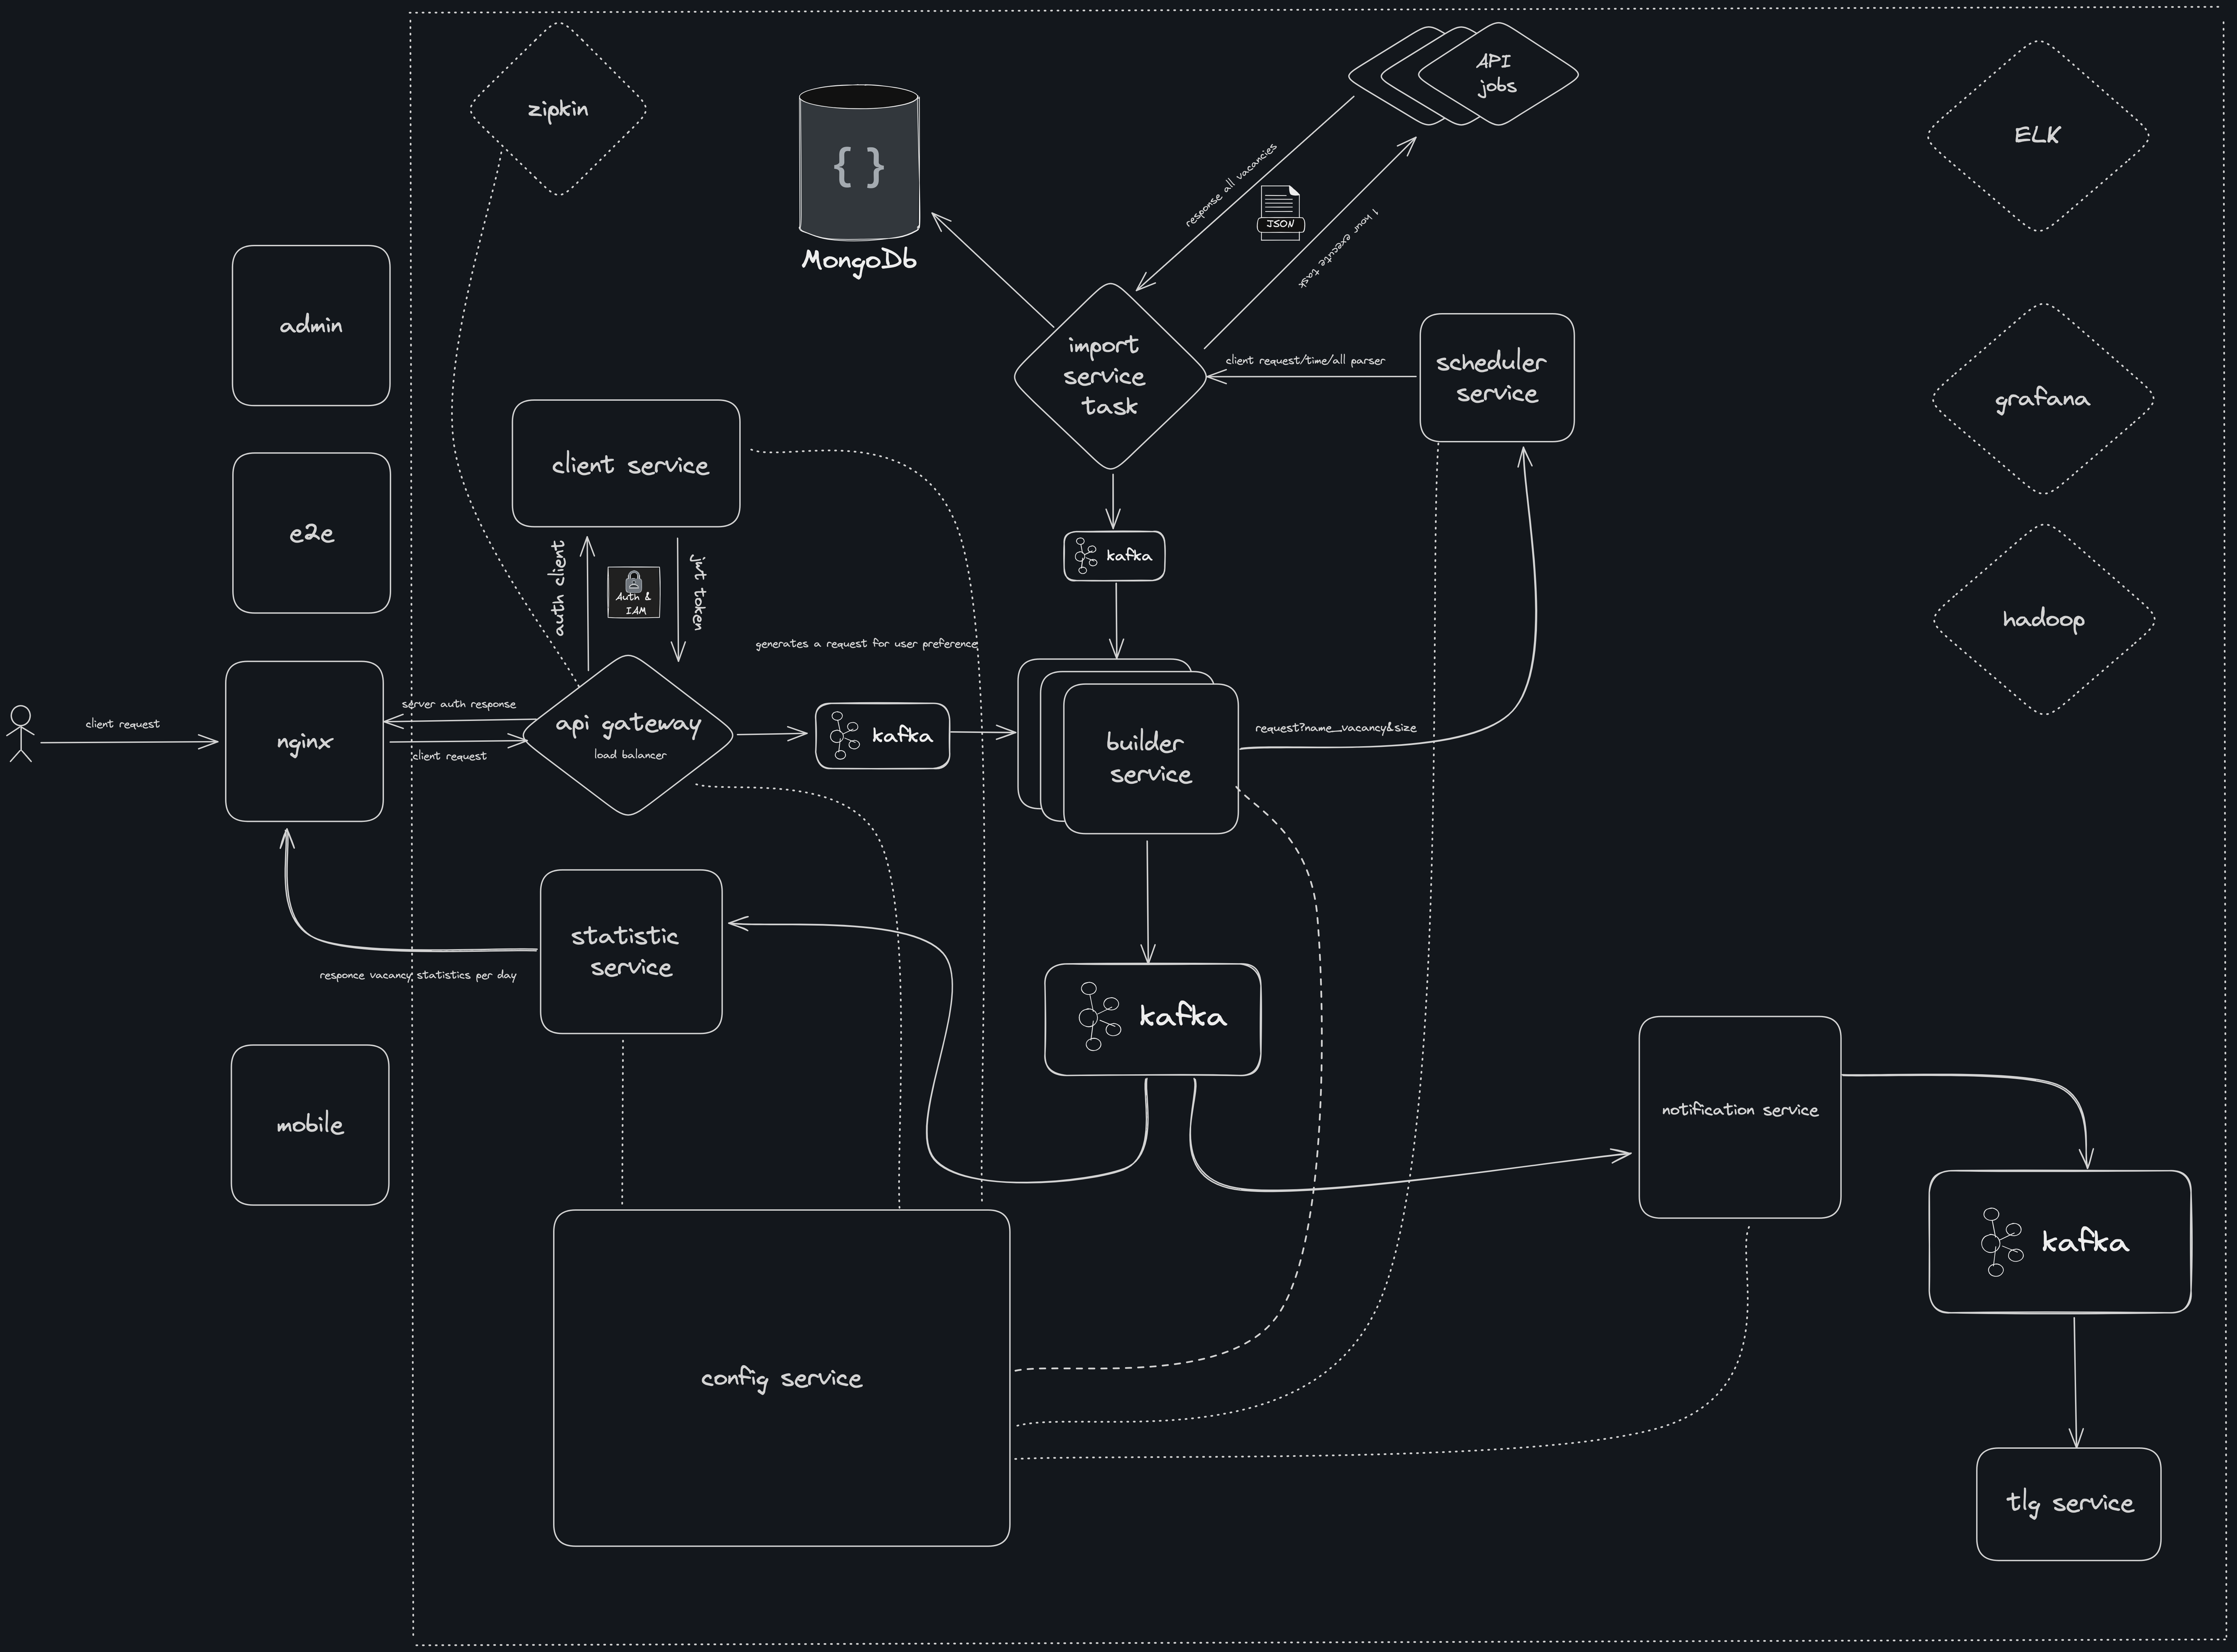 zipkin
{ }
MongoDb
API
jobs
ELK
response all vacancies
JSON
1 hour execute task
admin
import
service
task
client request/time/all parser
scheduler
service
grafana
client service
e2e
kafka
hadoop
auth client
Auth &
IAM
jwt token
generates a request for user preference
client request
nginx
server auth response
client request
api gateway
load balancer
kafka
builder
service
request?name_vacancy&size
statistic
service
responce vacancy statistics per day
kafka
mobile
notification service
kafka
config service
tlg service